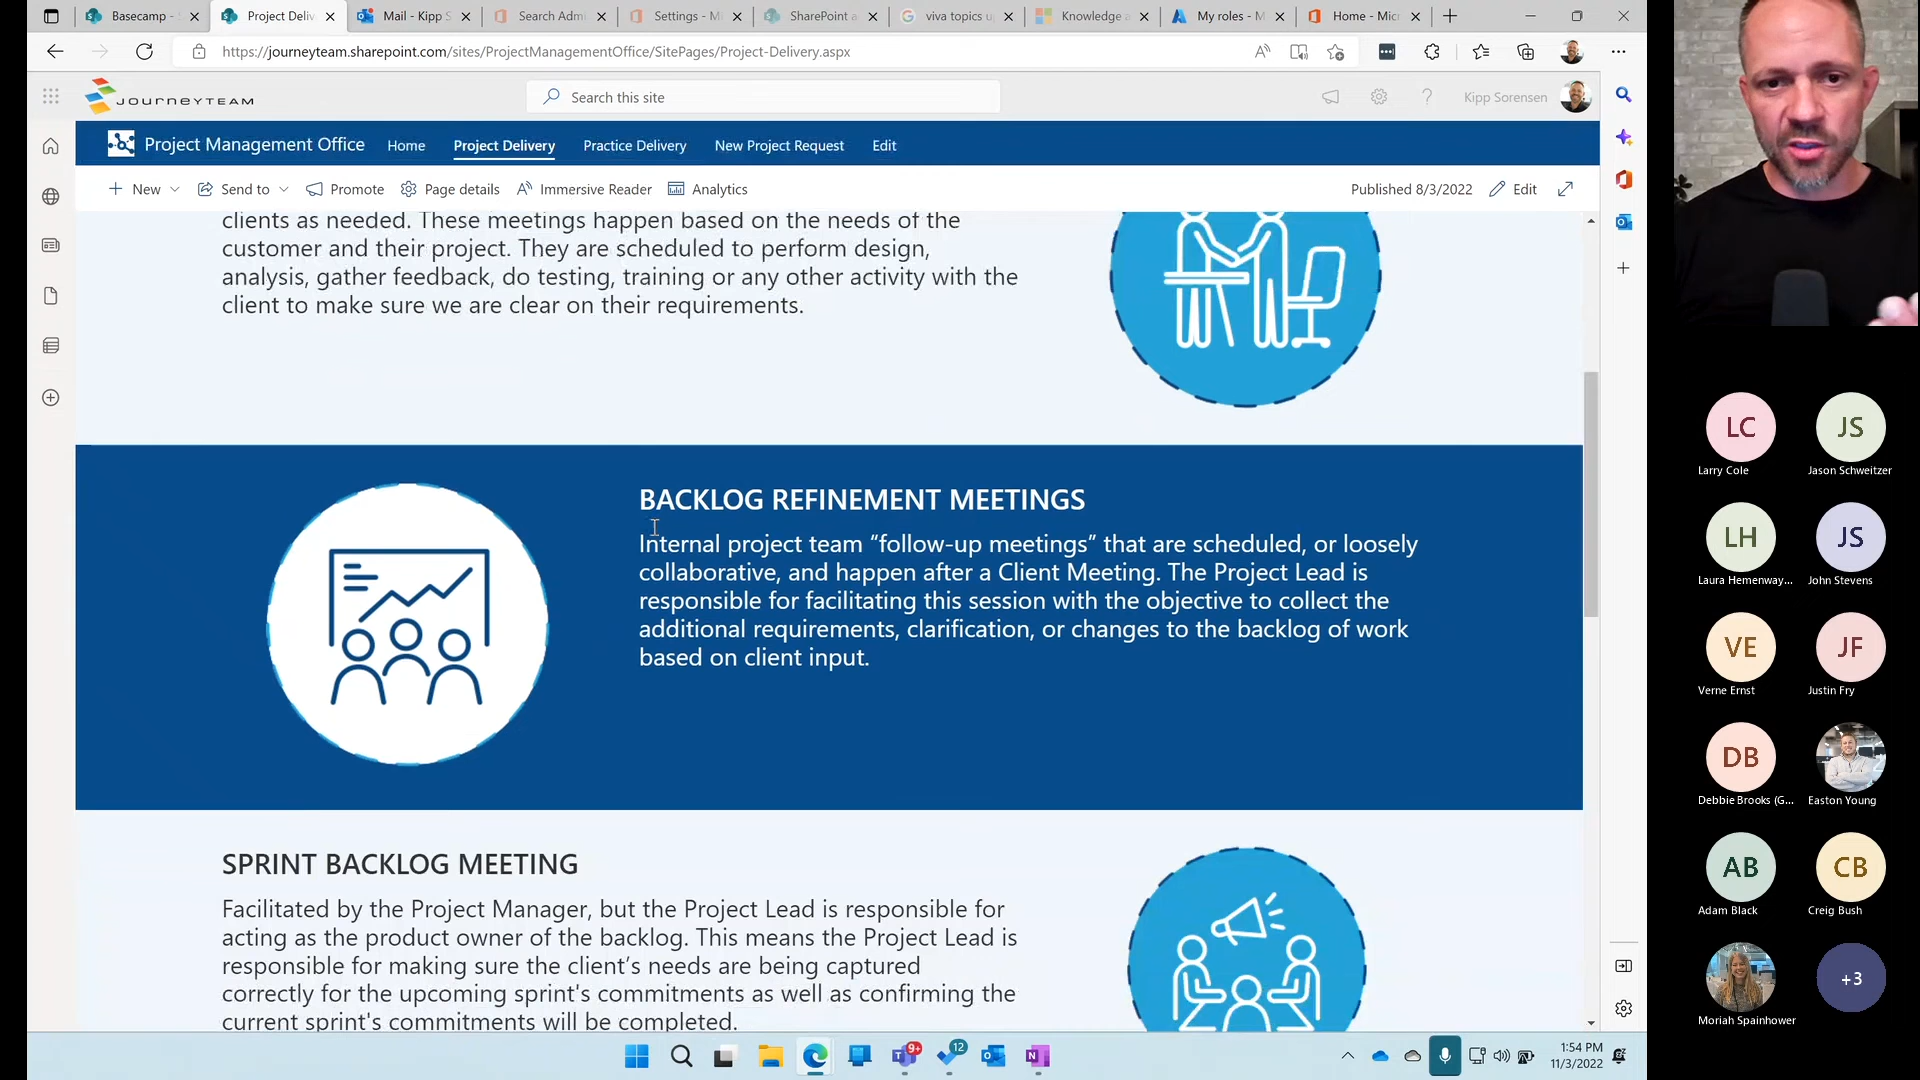 Basecamp -
Project Deliv
Mail - Kipp S
Search Admi
Settings - Mi
SharePoint a
viva topics u
Knowledge a
My roles - M
Home - Micr
https://journeyteam.sharepoint.com/sites/ProjectManagementOffice/SitePages/Project-Delivery.aspx
JOURNEYTEAM
Search this site
Kipp Sorensen
Project Management Office
Home
Project Delivery
Practice Delivery
New Project Request
Edit
New
Send to
Promote
Page details
Immersive Reader
Analytics
Published 8/3/2022
Edit
clients as needed. These meetings happen based on the needs of the
customer and their project. They are scheduled to perform design,
analysis, gather feedback, do testing, training or any other activity with the
client to make sure we are clear on their requirements.
BACKLOG REFINEMENT MEETINGS
Internal project team “follow-up meetings” that are scheduled, or loosely
collaborative, and happen after a Client Meeting. The Project Lead is
responsible for facilitating this session with the objective to collect the
additional requirements, clarification, or changes to the backlog of work
based on client input.
SPRINT BACKLOG MEETING
Facilitated by the Project Manager, but the Project Lead is responsible for
acting as the product owner of the backlog. This means the Project Lead is
responsible for making sure the client’s needs are being captured
correctly for the upcoming sprint's commitments as well as confirming the
current sprint's commitments will be completed.
LC
JS
Larry Cole
Jason Schweitzer
LH
JS
Laura Hemenway...
John Stevens
VE
JF
Verne Ernst
Justin Fry
DB
Debbie Brooks (G...
Easton Young
AB
CB
Adam Black
Creig Bush
+3
Moriah Spainhower
9+
12
1:54 PM
11/3/2022